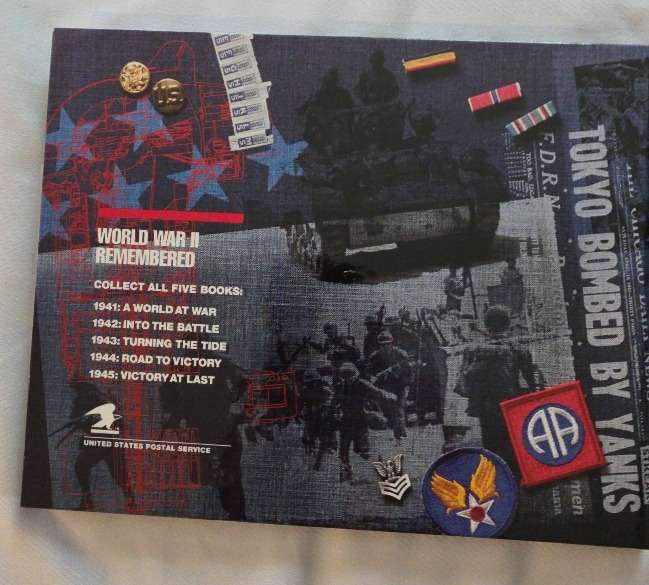 US
F.D.R. N
TOKYO BOMBED BY YANKS
WORLD WAR II
REMEMBERED
COLLECT ALL FIVE BOOKS:
1941: A WORLD AT WAR
1942: INTO THE BATTLE
1943: TURNING THE TIDE
1944: ROAD TO VICTORY
1945: VICTORY AT LAST
UNITED STATES POSTAL SERVICE
AA